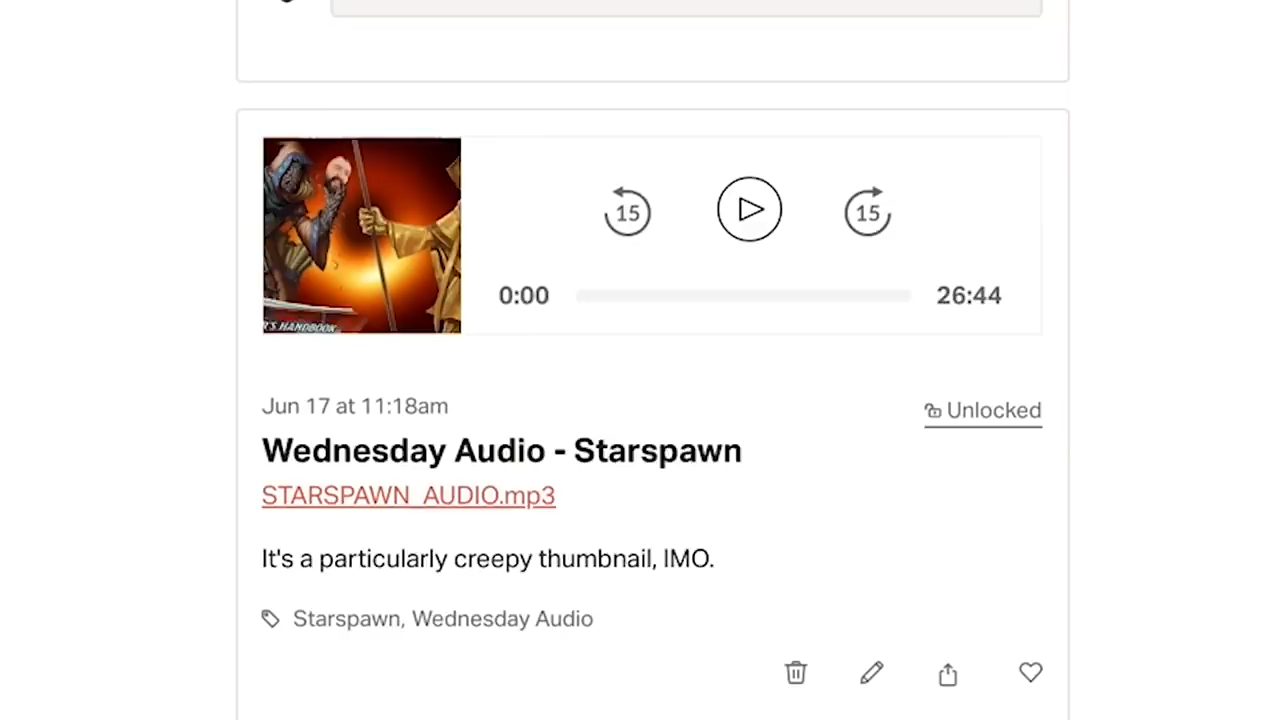 R'S HANDBOOK
15
15
0:00
26:44
Jun 17 at 11:18am
Unlocked
Wednesday Audio - Starspawn
STARSPAWN_AUDIO.mp3
It's a particularly creepy thumbnail, IMO.
Starspawn, Wednesday Audio